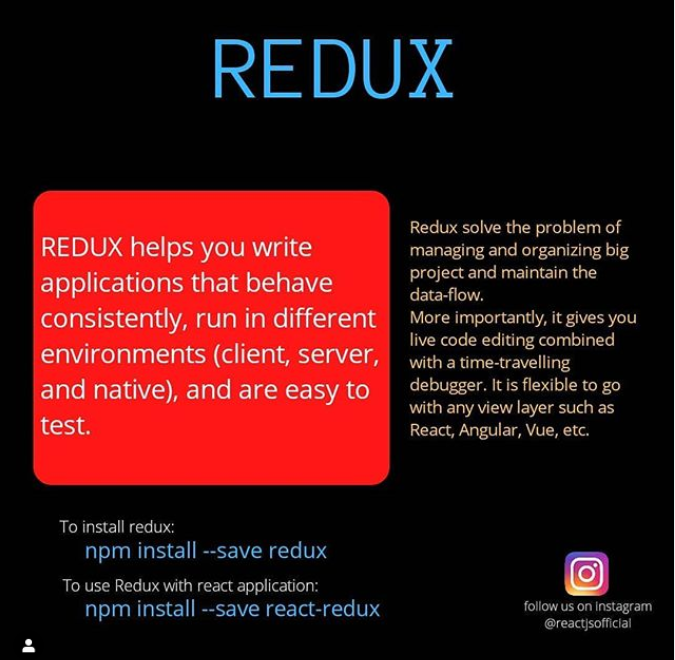 REDUX
REDUX helps you write
applications that behave
consistently, run in different
environments (client, server,
and native), and are easy to
test.
Redux solve the problem of
managing and organizing big
project and maintain the
data-flow.
More importantly, it gives you
live code editing combined
with a time-travelling
debugger. It is flexible to go
with any view layer such as
React, Angular, Vue, etc.
To install redux:
npm install --save redux
To use Redux with react application:
npm install --save react-redux
follow us on instagram
@reactjsofficial